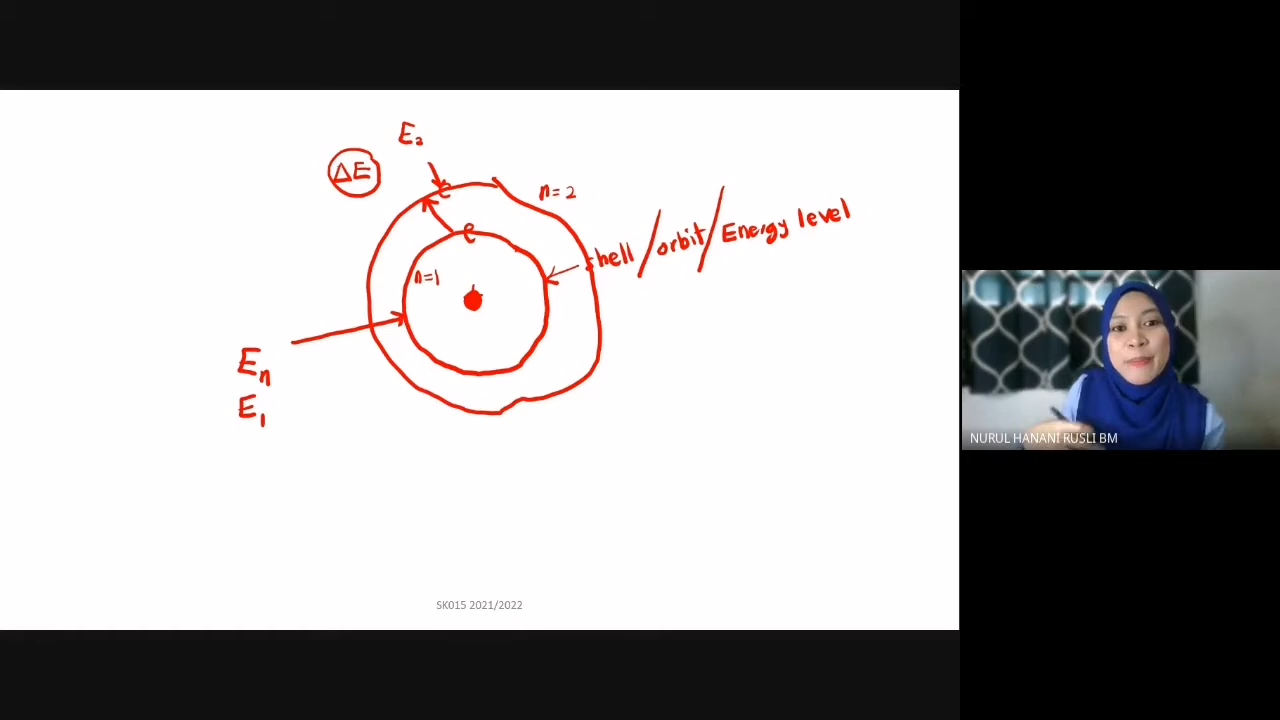 E2
ΔE
n=2
shell/orbit/Energy level
e
e
n=1
En
E1
NURUL HANANI RUSLI BM
SK015 2021/2022